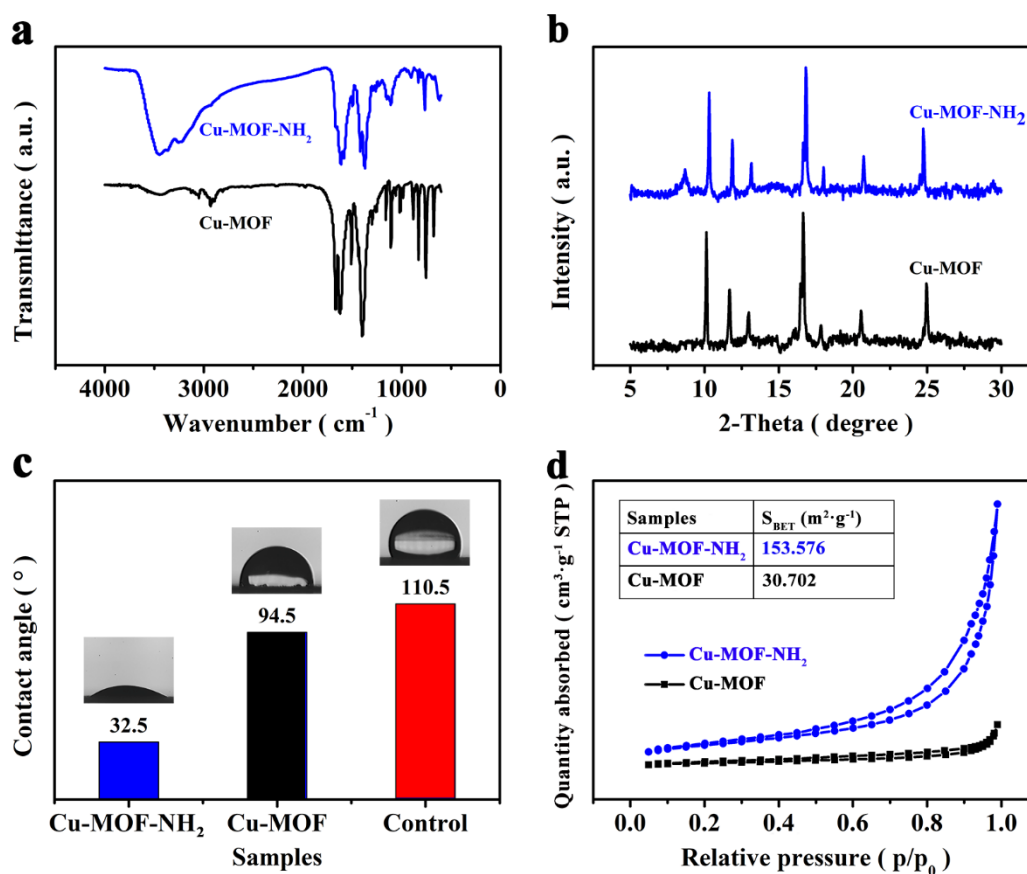 a
Transmlttance ( a.u.)
Cu-MOF-NH₂
Cu-MOF
4000 3000 2000 1000 0
Wavenumber ( cm⁻¹ )
b
Intensity ( a.u.)
Cu-MOF-NH₂
Cu-MOF
5 10 15 20 25 30
2-Theta ( degree )
c
Contact angle ( ° )
32.5
94.5
110.5
Cu-MOF-NH₂ Cu-MOF Control
Samples
d
Quantity absorbed ( cm³·g⁻¹ STP )
Samples S_BET (m²·g⁻¹)
Cu-MOF-NH₂ 153.576
Cu-MOF 30.702
Cu-MOF-NH₂
Cu-MOF
0.0 0.2 0.4 0.6 0.8 1.0
Relative pressure ( p/p₀ )